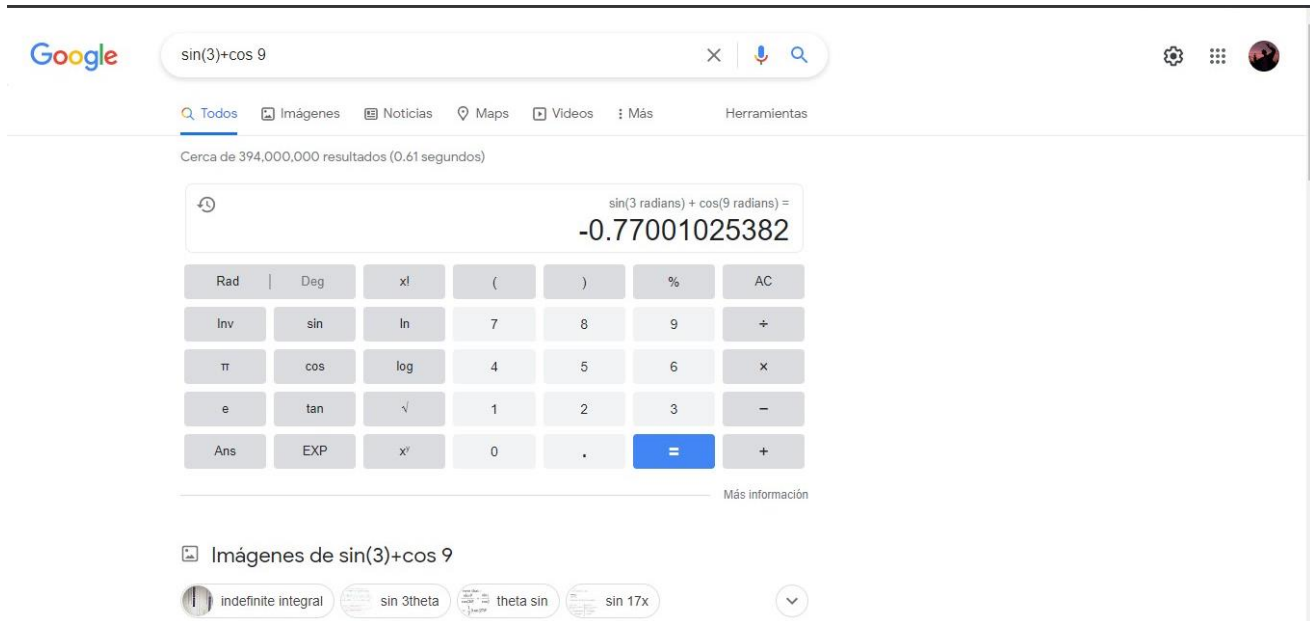 Google
sin(3)+cos 9
Todos Imágenes Noticias Maps Videos Más Herramientas
Cerca de 394,000,000 resultados (0.61 segundos)
sin(3 radians) + cos(9 radians) =
-0.77001025382
Rad | Deg x! ( ) % AC
Inv sin ln 7 8 9 ÷
π cos log 4 5 6 ×
e tan √ 1 2 3 −
Ans EXP xʸ 0 . = +
Más información
Imágenes de sin(3)+cos 9
indefinite integral sin 3theta theta sin sin 17x